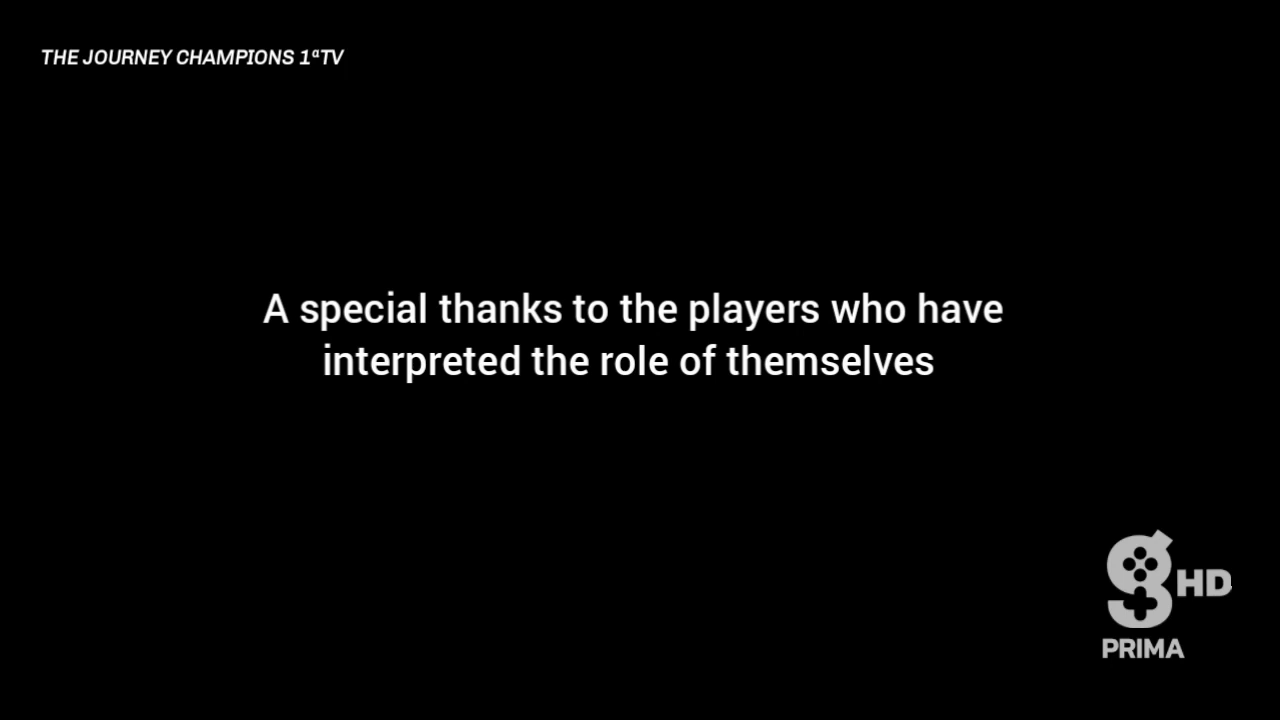 THE JOURNEY CHAMPIONS 1ªTV
A special thanks to the players who have
interpreted the role of themselves
g HD
PRIMA